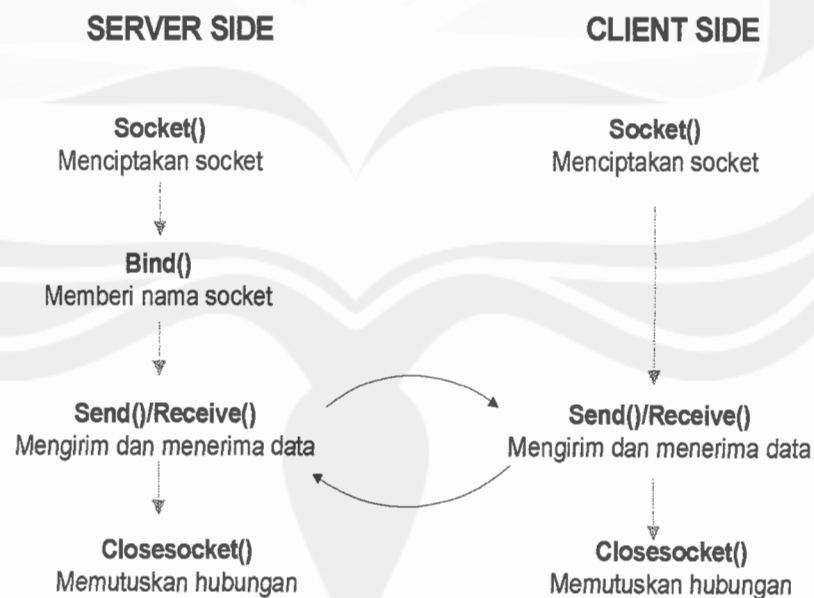 SERVER SIDE
CLIENT SIDE
Socket()
Menciptakan socket
Socket()
Menciptakan socket
Bind()
Memberi nama socket
Send()/Receive()
Mengirim dan menerima data
Send()/Receive()
Mengirim dan menerima data
Closesocket()
Memutuskan hubungan
Closesocket()
Memutuskan hubungan